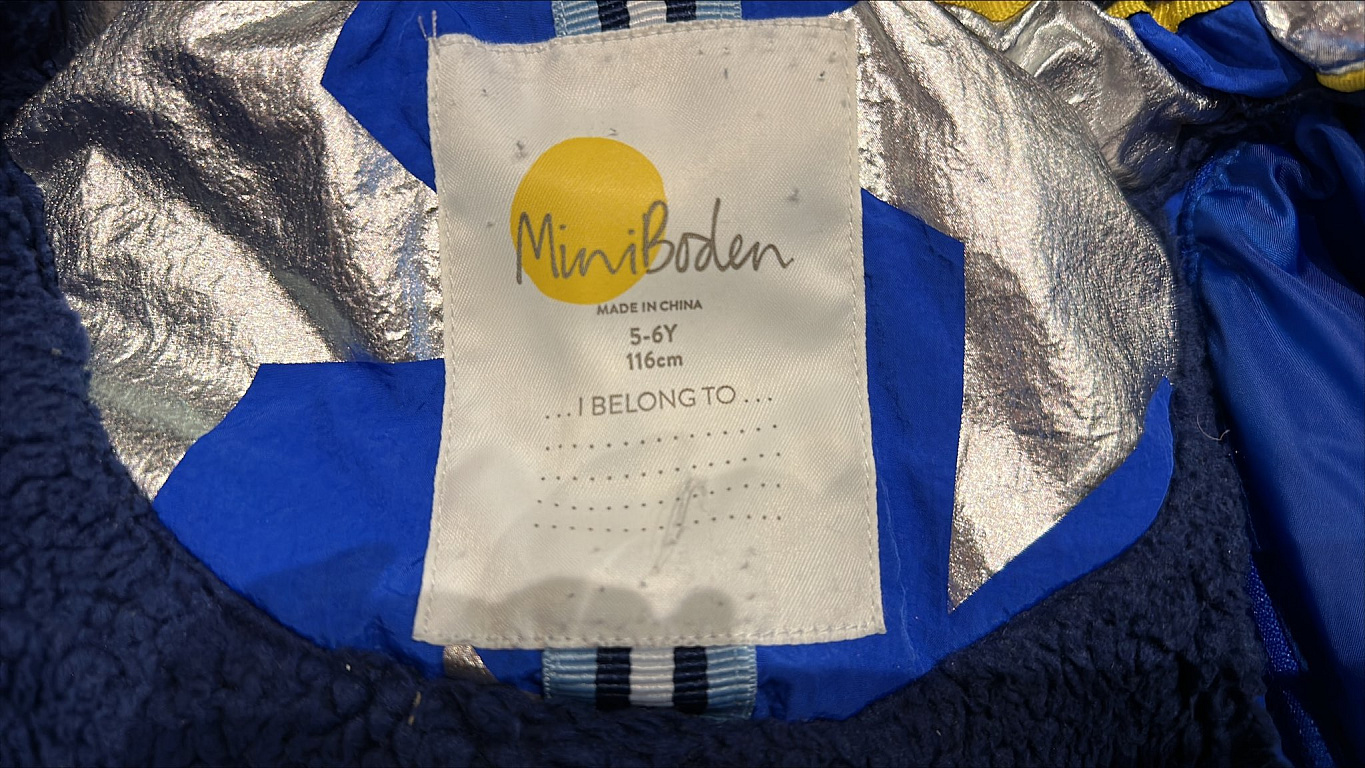 MiniBoden
MADE IN CHINA
5-6Y
116cm
...I BELONG TO...